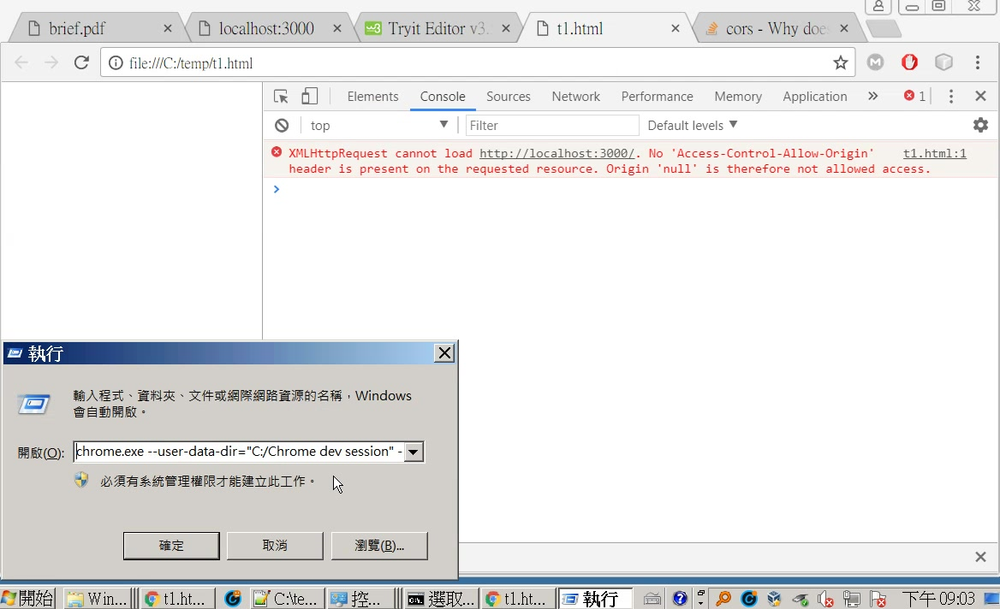 brief.pdf
localhost:3000
Tryit Editor v3.
t1.html
cors - Why does
file:///C:/temp/t1.html
Elements Console Sources Network Performance Memory Application » 1
top Filter Default levels
XMLHttpRequest cannot load http://localhost:3000/. No 'Access-Control-Allow-Origin' t1.html:1
header is present on the requested resource. Origin 'null' is therefore not allowed access.
執行
輸入程式、資料夾、文件或網際網路資源的名稱，Windows
會自動開啟。
開啟(O): chrome.exe --user-data-dir="C:/Chrome dev session" -
必須有系統管理權限才能建立此工作。
確定 取消 瀏覽(B)...
開始 Win... t1.ht... C:\te... 控... 選取... t1.ht... 執行 下午 09:03